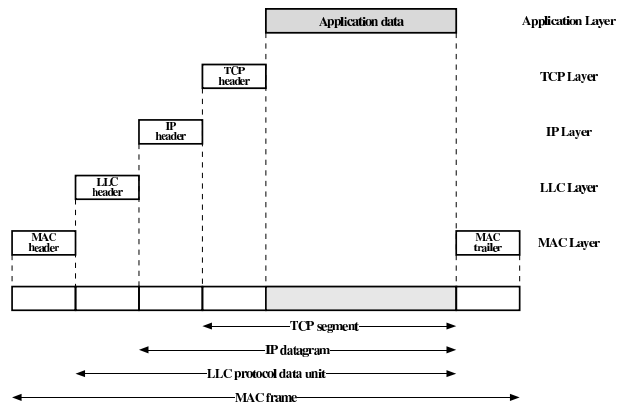 Application data
Application Layer
TCP
header
TCP Layer
IP
header
IP Layer
LLC
header
LLC Layer
MAC
header
MAC
trailer
MAC Layer
TCP segment
IP datagram
LLC protocol data unit
MAC frame